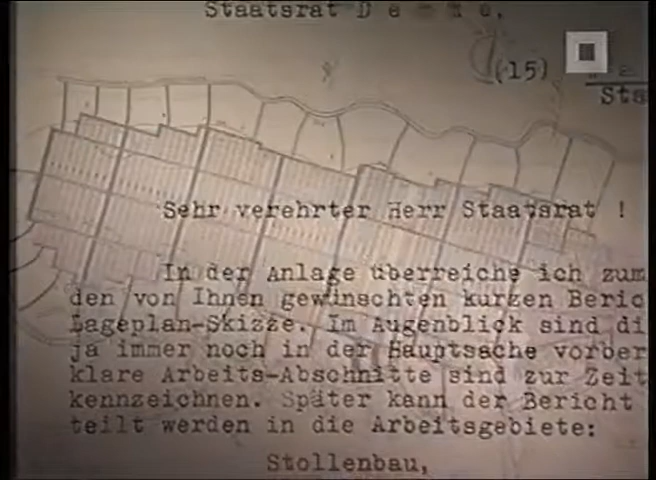 Staatsrat
(15)
Sta
Sehr verehrter Herr Staatsrat !
In der Anlage überreiche ich zum
den von Ihnen gewünschten kurzen Beric
Lageplan-Skizze. Im Augenblick sind di
ja immer noch in der Hauptsache vorber
klare Arbeits-Abschnitte sind zur Zeit
kennzeichnen. Später kann der Bericht
teilt werden in die Arbeitsgebiete:
Stollenbau,